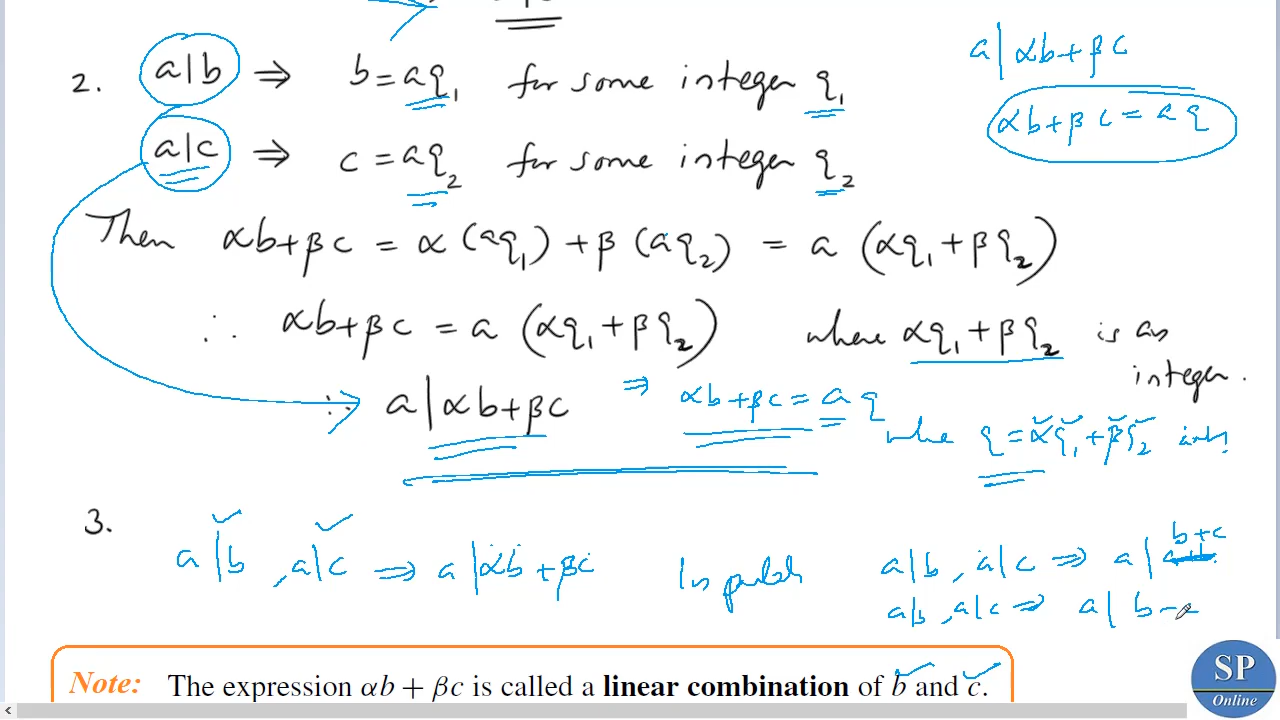 a | αb+βc
2. a|b ⇒ b = aq₁ for some integer q₁
αb+βc = aq
a|c ⇒ c = aq₂ for some integer q₂
Then αb+βc = α(aq₁) + β(aq₂) = a(αq₁+βq₂)
∴ αb+βc = a(αq₁+βq₂) where αq₁+βq₂ is an
integer.
∴ a|αb+βc ⇒ αb+βc = aq
where q = αq₁+βq₂
3.
a|b, a|c ⇒ a|αb+βc In a|b, a|c ⇒ a|b+c
a|b, a|c ⇒ a|b-c
Note: The expression αb + βc is called a linear combination of b and c.
SP
Online